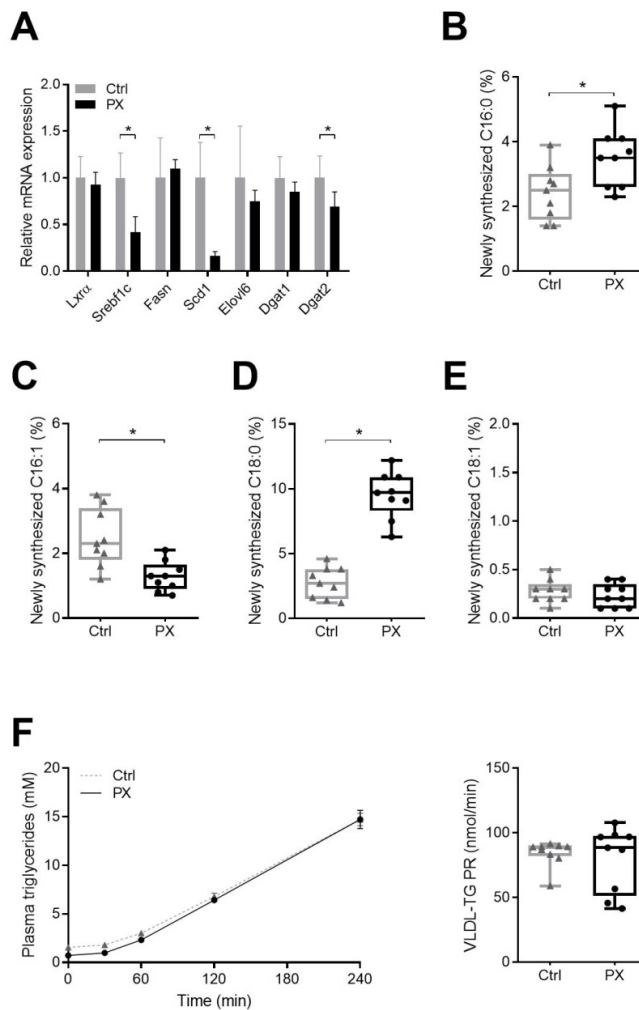 A
Relative mRNA expression
2.0
1.5
1.0
0.5
0.0
Ctrl
PX
*
*
*
Lxrα
Srebf1c
Fasn
Scd1
Elovl6
Dgat1
Dgat2
B
Newly synthesized C16:0 (%)
6
4
2
0
*
Ctrl
PX
C
Newly synthesized C16:1 (%)
6
4
2
0
*
Ctrl
PX
D
Newly synthesized C18:0 (%)
15
10
5
0
*
Ctrl
PX
E
Newly synthesized C18:1 (%)
2.0
1.5
1.0
0.5
0.0
Ctrl
PX
F
Plasma triglycerides (mM)
20
15
10
5
0
Ctrl
PX
0
60
120
180
240
Time (min)
VLDL-TG PR (nmol/min)
150
100
50
0
Ctrl
PX